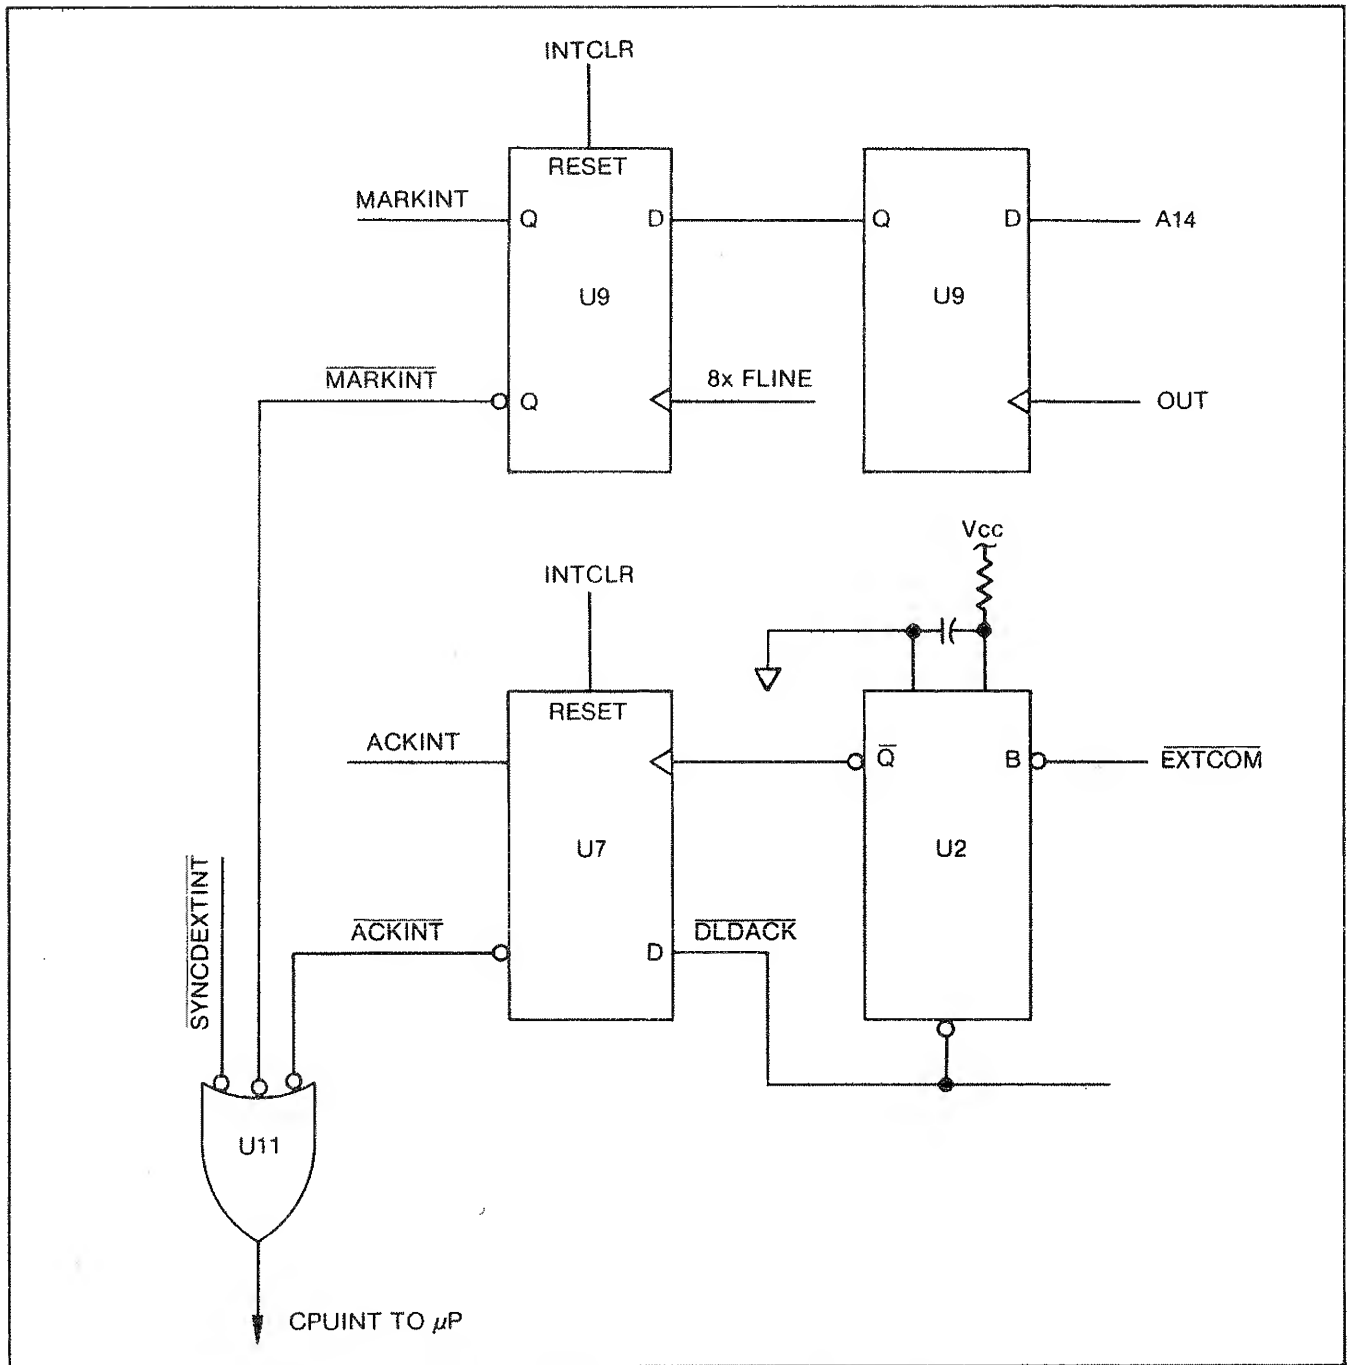 INTCLR
RESET
MARKINT
Q
D
Q
D
A14
U9
U9
MARKINT
Q
8x FLINE
OUT
Vcc
INTCLR
RESET
ACKINT
Q̅
B
EXTCOM
U7
U2
SYNCDEXTINT
ACKINT
D
DLDACK
U11
CPUINT TO μP